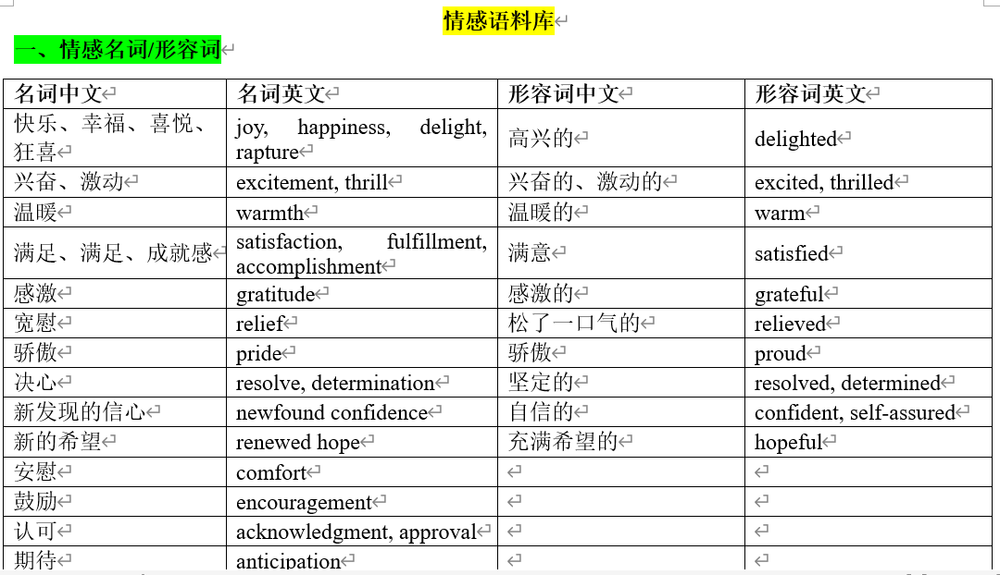 情感语料库
一、情感名词/形容词
名词中文 名词英文 形容词中文 形容词英文
快乐、幸福、喜悦、
狂喜
joy, happiness, delight,
rapture
高兴的
delighted
兴奋、激动 excitement, thrill 兴奋的、激动的 excited, thrilled
温暖 warmth 温暖的 warm
满足、满足、成就感
satisfaction, fulfillment,
accomplishment
满意
satisfied
感激 gratitude 感激的 grateful
宽慰 relief 松了一口气的 relieved
骄傲 pride 骄傲 proud
决心 resolve, determination 坚定的 resolved, determined
新发现的信心 newfound confidence 自信的 confident, self-assured
新的希望 renewed hope 充满希望的 hopeful
安慰 comfort
鼓励 encouragement
认可 acknowledgment, approval
期待 anticipation